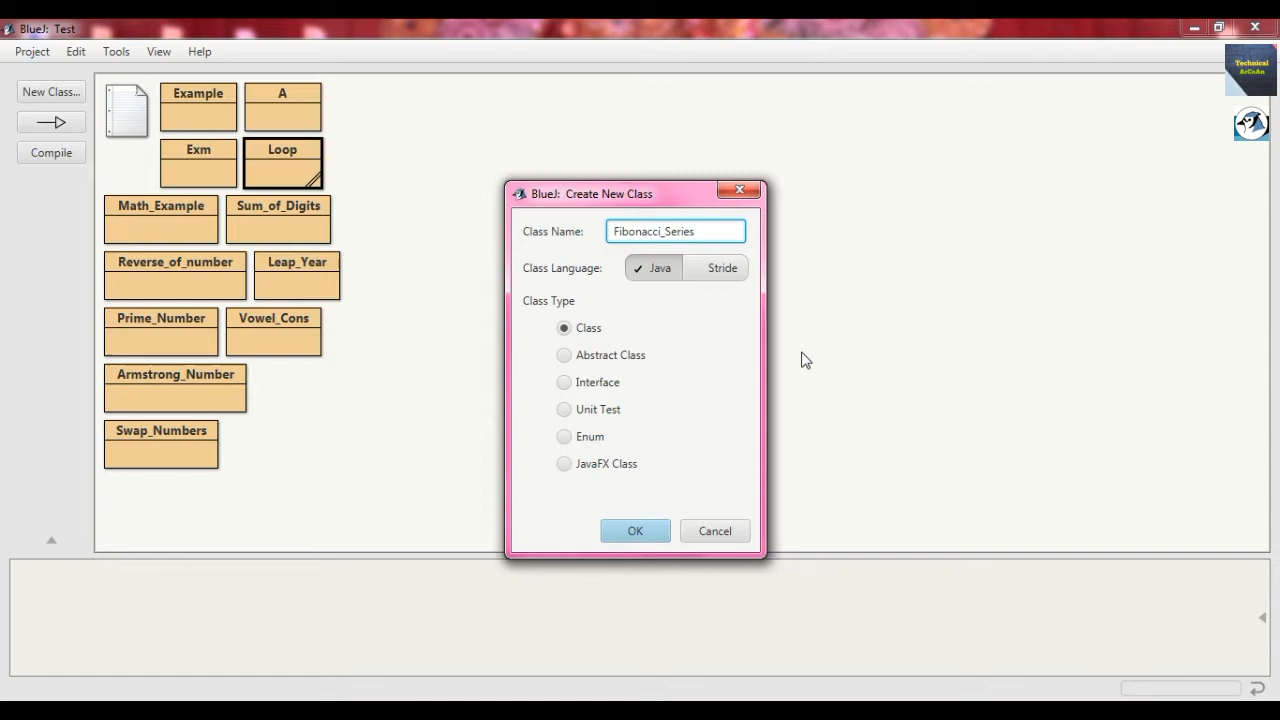 BlueJ: Test
Project Edit Tools View Help
Technical
ArCoAn
New Class...
Compile
Example
A
Exm
Loop
Math_Example
Sum_of_Digits
Reverse_of_number
Leap_Year
Prime_Number
Vowel_Cons
Armstrong_Number
Swap_Numbers
BlueJ: Create New Class
Class Name: Fibonacci_Series
Class Language: Java Stride
Class Type
Class
Abstract Class
Interface
Unit Test
Enum
JavaFX Class
OK Cancel